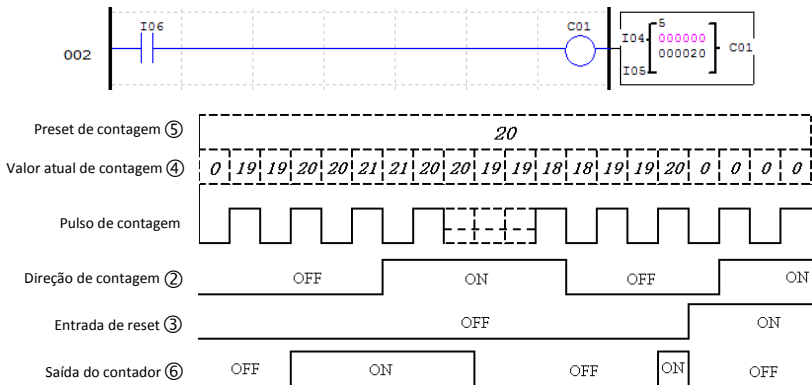 I06 C01
002 I04 5 000000 000020 I05 C01
Preset de contagem ⑤ 20
Valor atual de contagem ④ 0 19 19 20 20 21 21 20 20 19 19 18 18 19 19 20 0 0 0 0
Pulso de contagem
Direção de contagem ② OFF ON OFF ON
Entrada de reset ③ OFF ON
Saída do contador ⑥ OFF ON OFF ON OFF